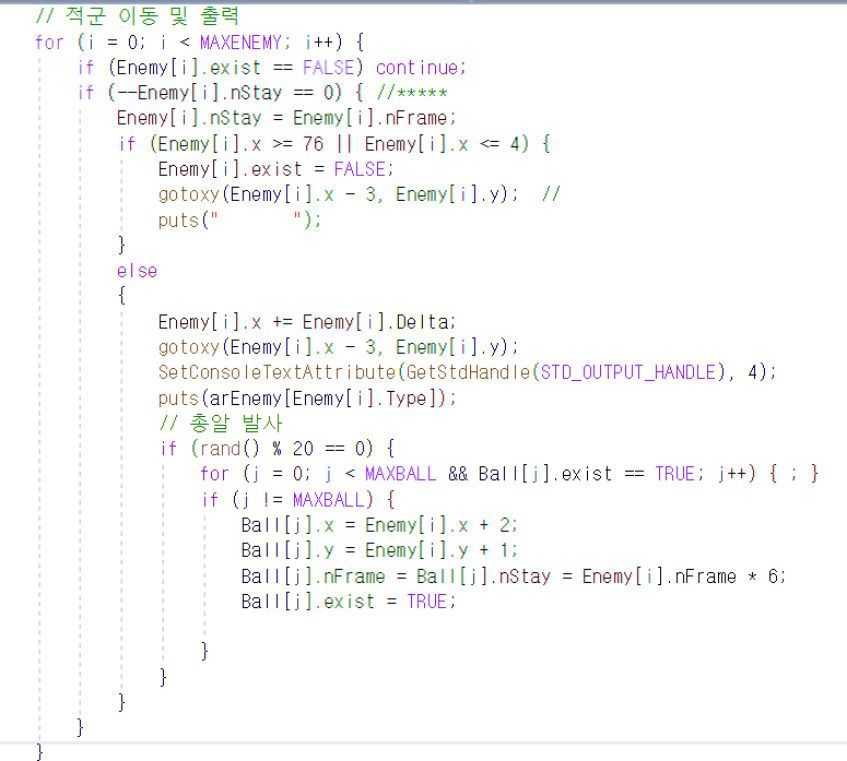 // 적군 이동 및 출력
for (i = 0; i < MAXENEMY; i++) {
if (Enemy[i].exist == FALSE) continue;
if (--Enemy[i].nStay == 0) { //*****
Enemy[i].nStay = Enemy[i].nFrame;
if (Enemy[i].x >= 76 || Enemy[i].x <= 4) {
Enemy[i].exist = FALSE;
gotoxy(Enemy[i].x - 3, Enemy[i].y);  //
puts("       ");
}
else
{
Enemy[i].x += Enemy[i].Delta;
gotoxy(Enemy[i].x - 3, Enemy[i].y);
SetConsoleTextAttribute(GetStdHandle(STD_OUTPUT_HANDLE), 4);
puts(arEnemy[Enemy[i].Type]);
// 총알 발사
if (rand() % 20 == 0) {
for (j = 0; j < MAXBALL && Ball[j].exist == TRUE; j++) { ; }
if (j != MAXBALL) {
Ball[j].x = Enemy[i].x + 2;
Ball[j].y = Enemy[i].y + 1;
Ball[j].nFrame = Ball[j].nStay = Enemy[i].nFrame * 6;
Ball[j].exist = TRUE;
}
}
}
}
}